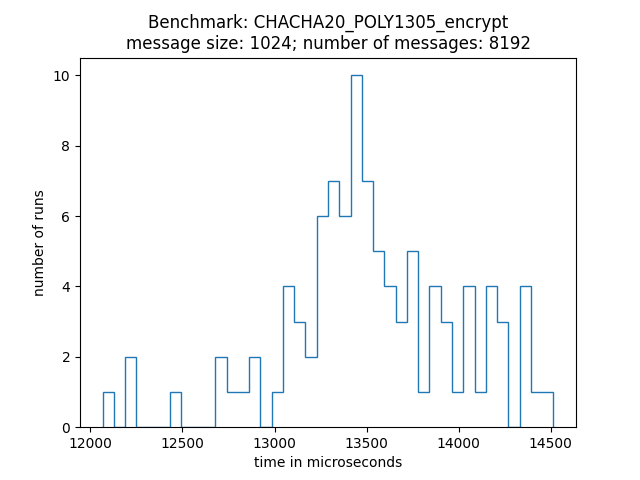 Benchmark: CHACHA20_POLY1305_encrypt
message size: 1024; number of messages: 8192
10
8
6
4
2
0
number of runs
12000 12500 13000 13500 14000 14500
time in microseconds